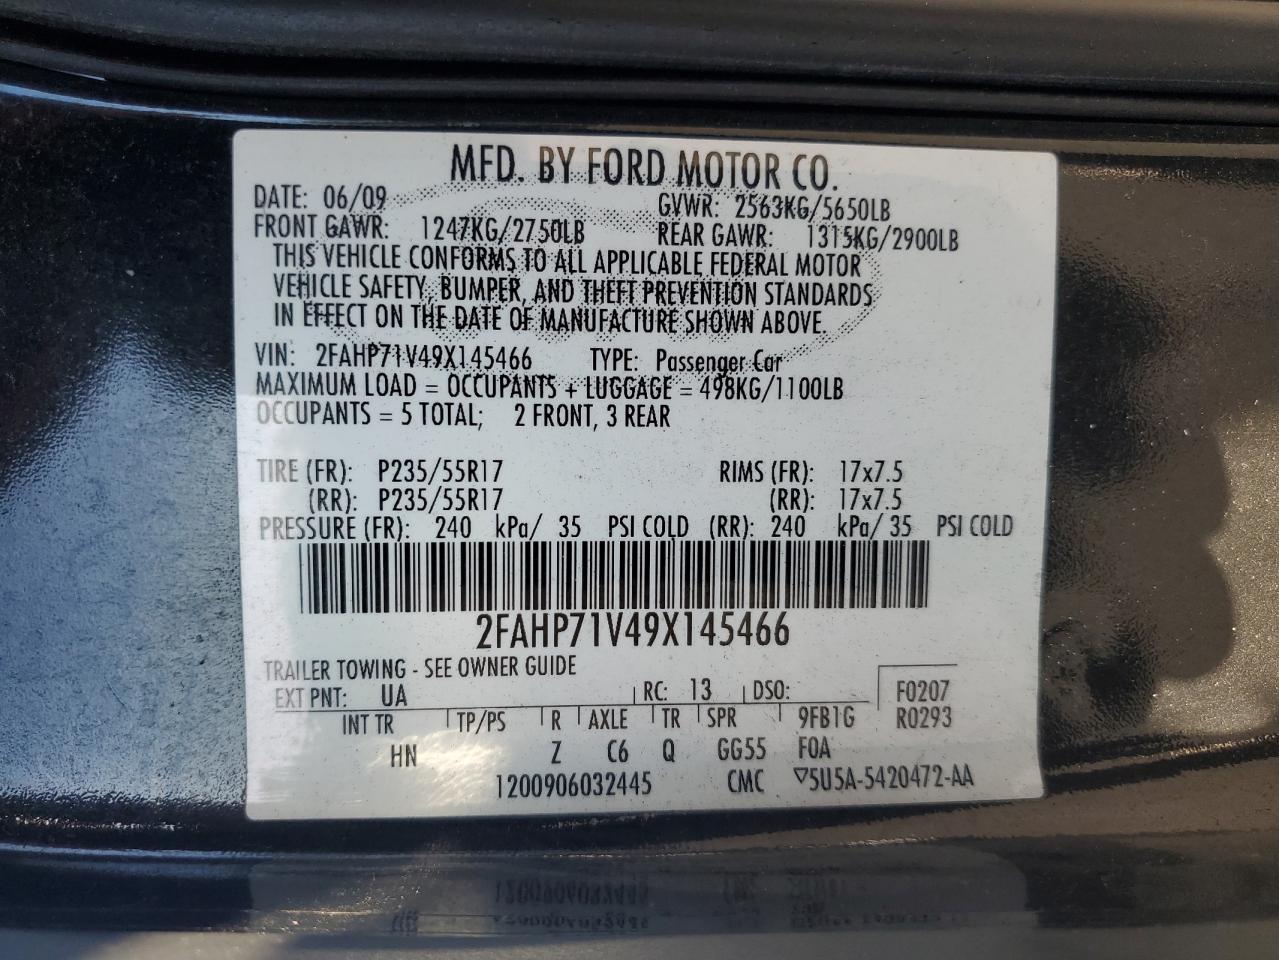 MFD. BY FORD MOTOR CO.
DATE: 06/09 GVWR: 2563KG/5650LB
FRONT GAWR: 1247KG/2750LB REAR GAWR: 1315KG/2900LB
THIS VEHICLE CONFORMS TO ALL APPLICABLE FEDERAL MOTOR
VEHICLE SAFETY, BUMPER, AND THEFT PREVENTION STANDARDS
IN EFFECT ON THE DATE OF MANUFACTURE SHOWN ABOVE.
VIN: 2FAHP71V49X145466 TYPE: Passenger Car
MAXIMUM LOAD = OCCUPANTS + LUGGAGE = 498KG/1100LB
OCCUPANTS = 5 TOTAL; 2 FRONT, 3 REAR
TIRE (FR): P235/55R17 RIMS (FR): 17x7.5
(RR): P235/55R17 (RR): 17x7.5
PRESSURE (FR): 240 kPa/ 35 PSI COLD (RR): 240 kPa/ 35 PSI COLD
2FAHP71V49X145466
TRAILER TOWING - SEE OWNER GUIDE
EXT PNT: UA RC: 13 DSO: F0207
INT TR TP/PS R AXLE TR SPR 9FB1G R0293
HN Z C6 Q GG55 FOA
1200906032445 CMC ▽5U5A-5420472-AA